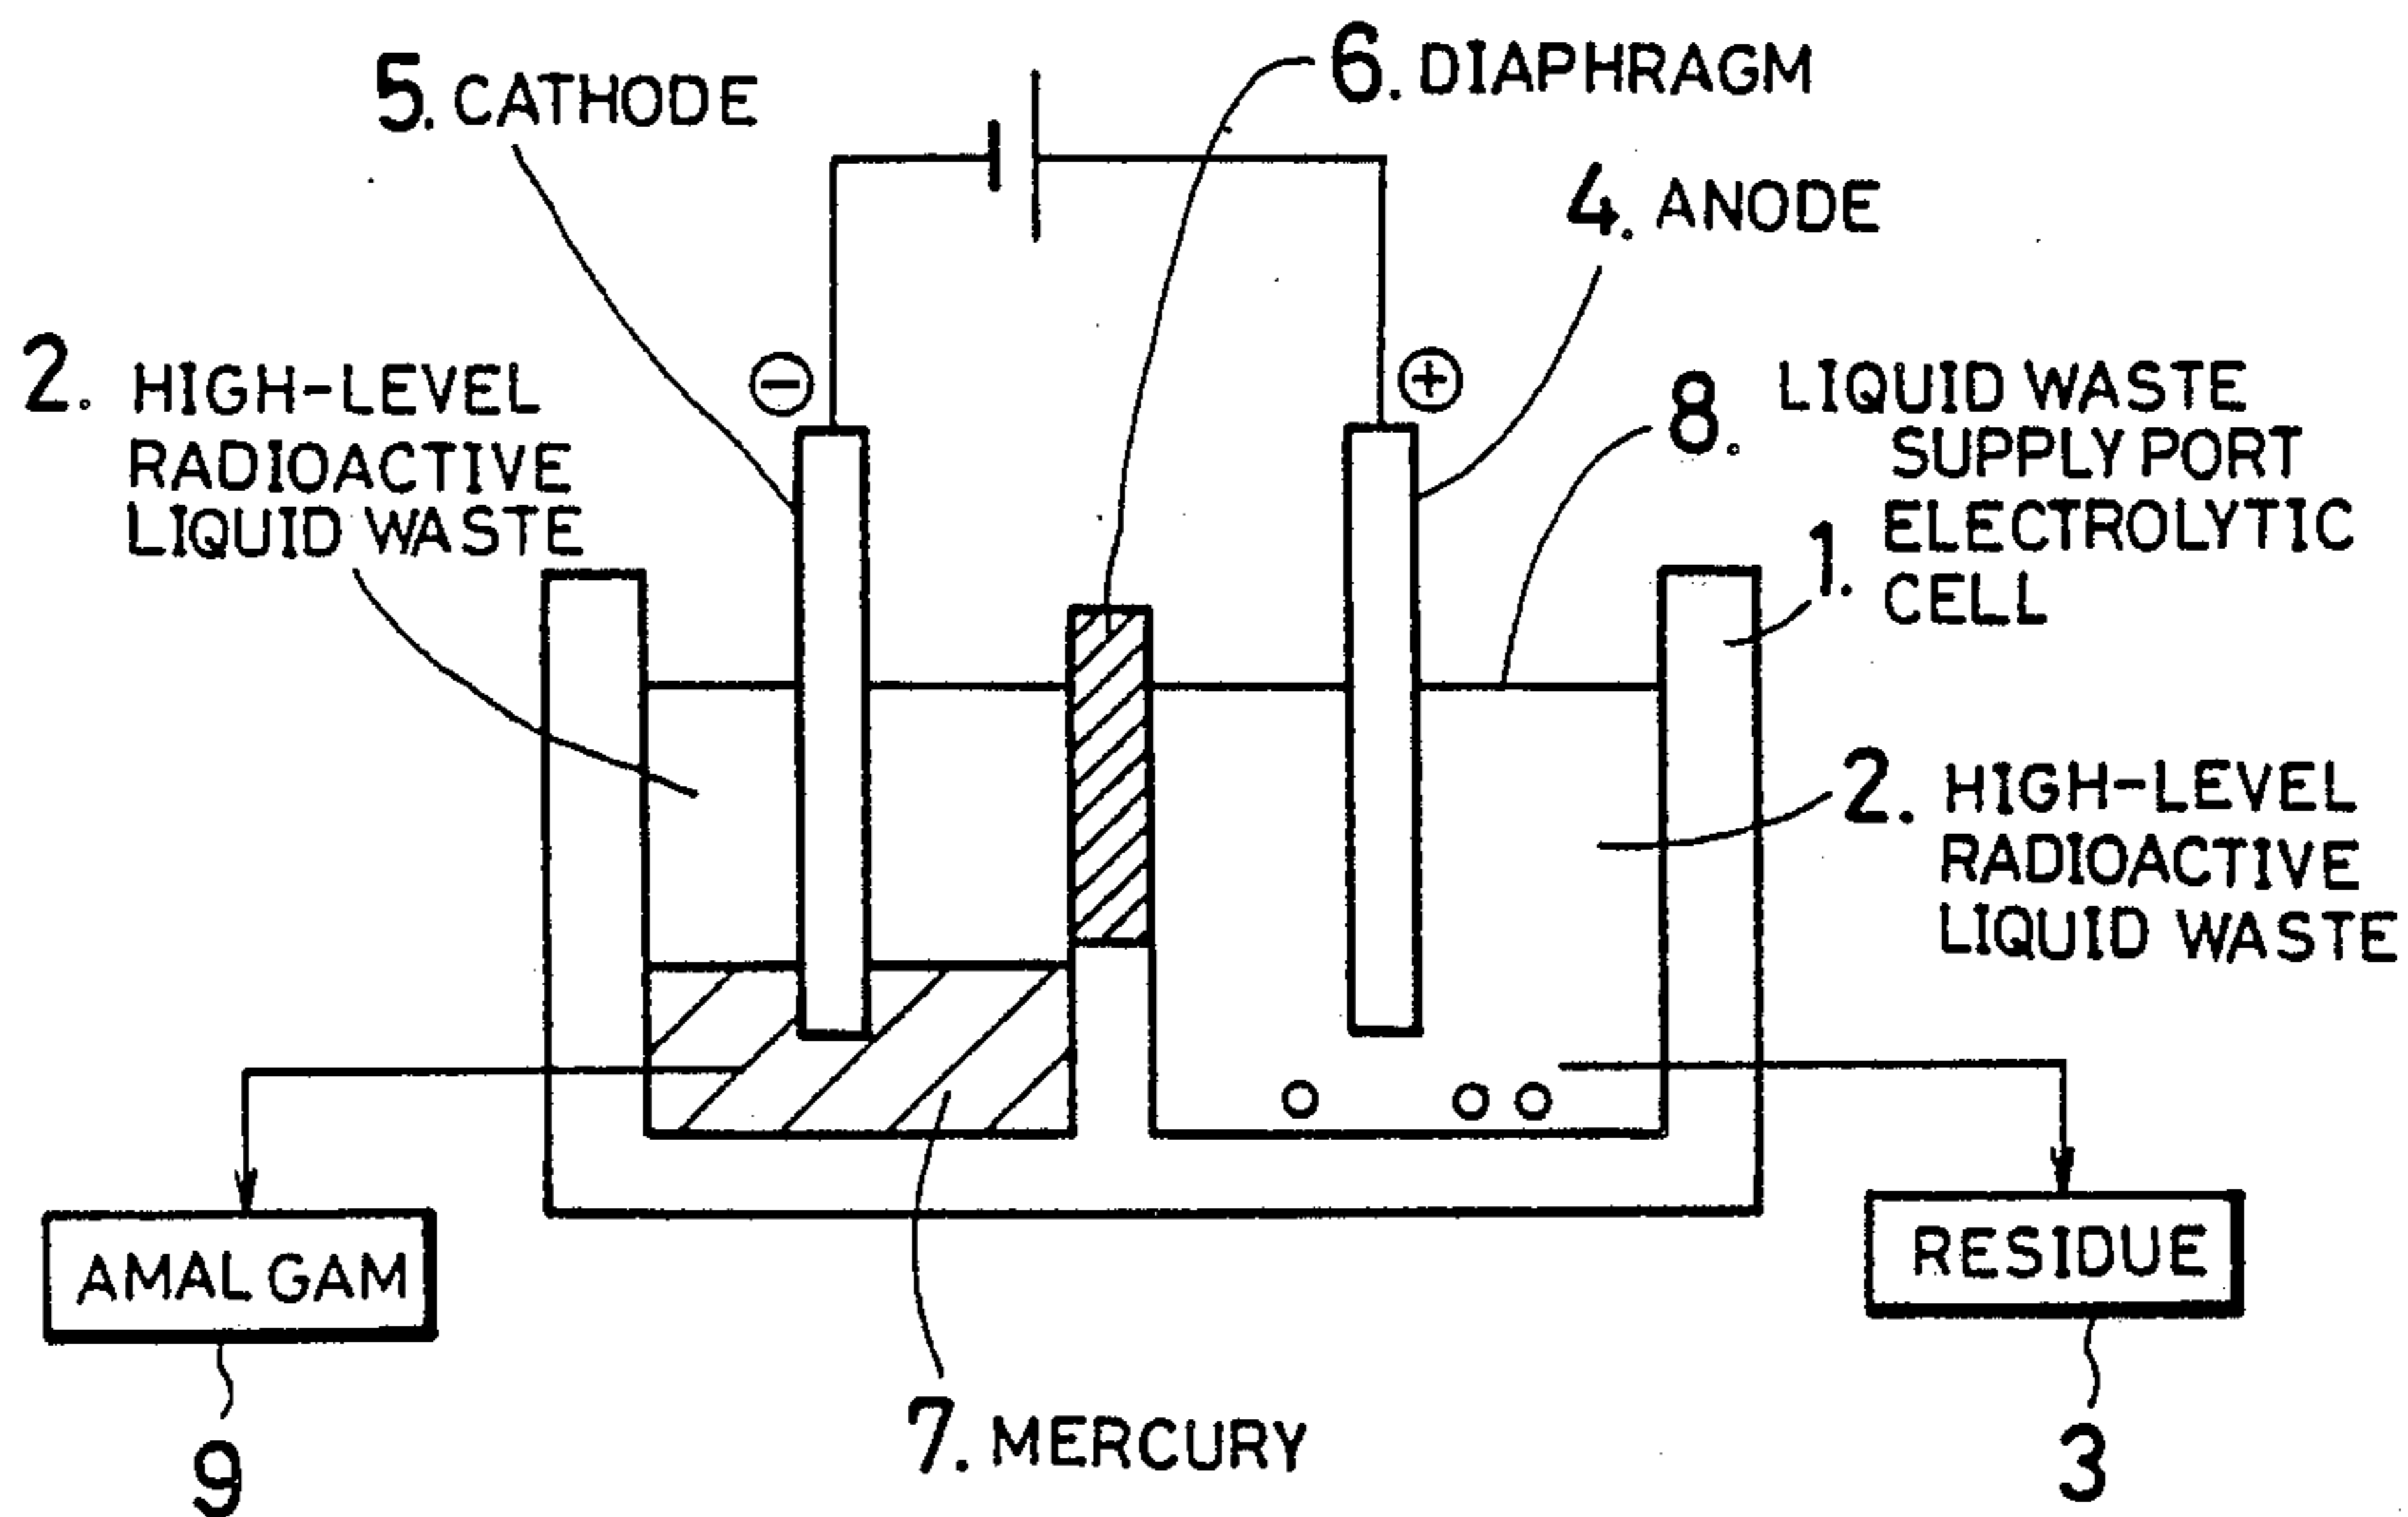 5. CATHODE
6. DIAPHRAGM
4. ANODE
2. HIGH-LEVEL
RADIOACTIVE
LIQUID WASTE
⊖
⊕
8. LIQUID WASTE
SUPPLY PORT
1. ELECTROLYTIC
CELL
2. HIGH-LEVEL
RADIOACTIVE
LIQUID WASTE
AMALGAM
RESIDUE
7. MERCURY
9
3